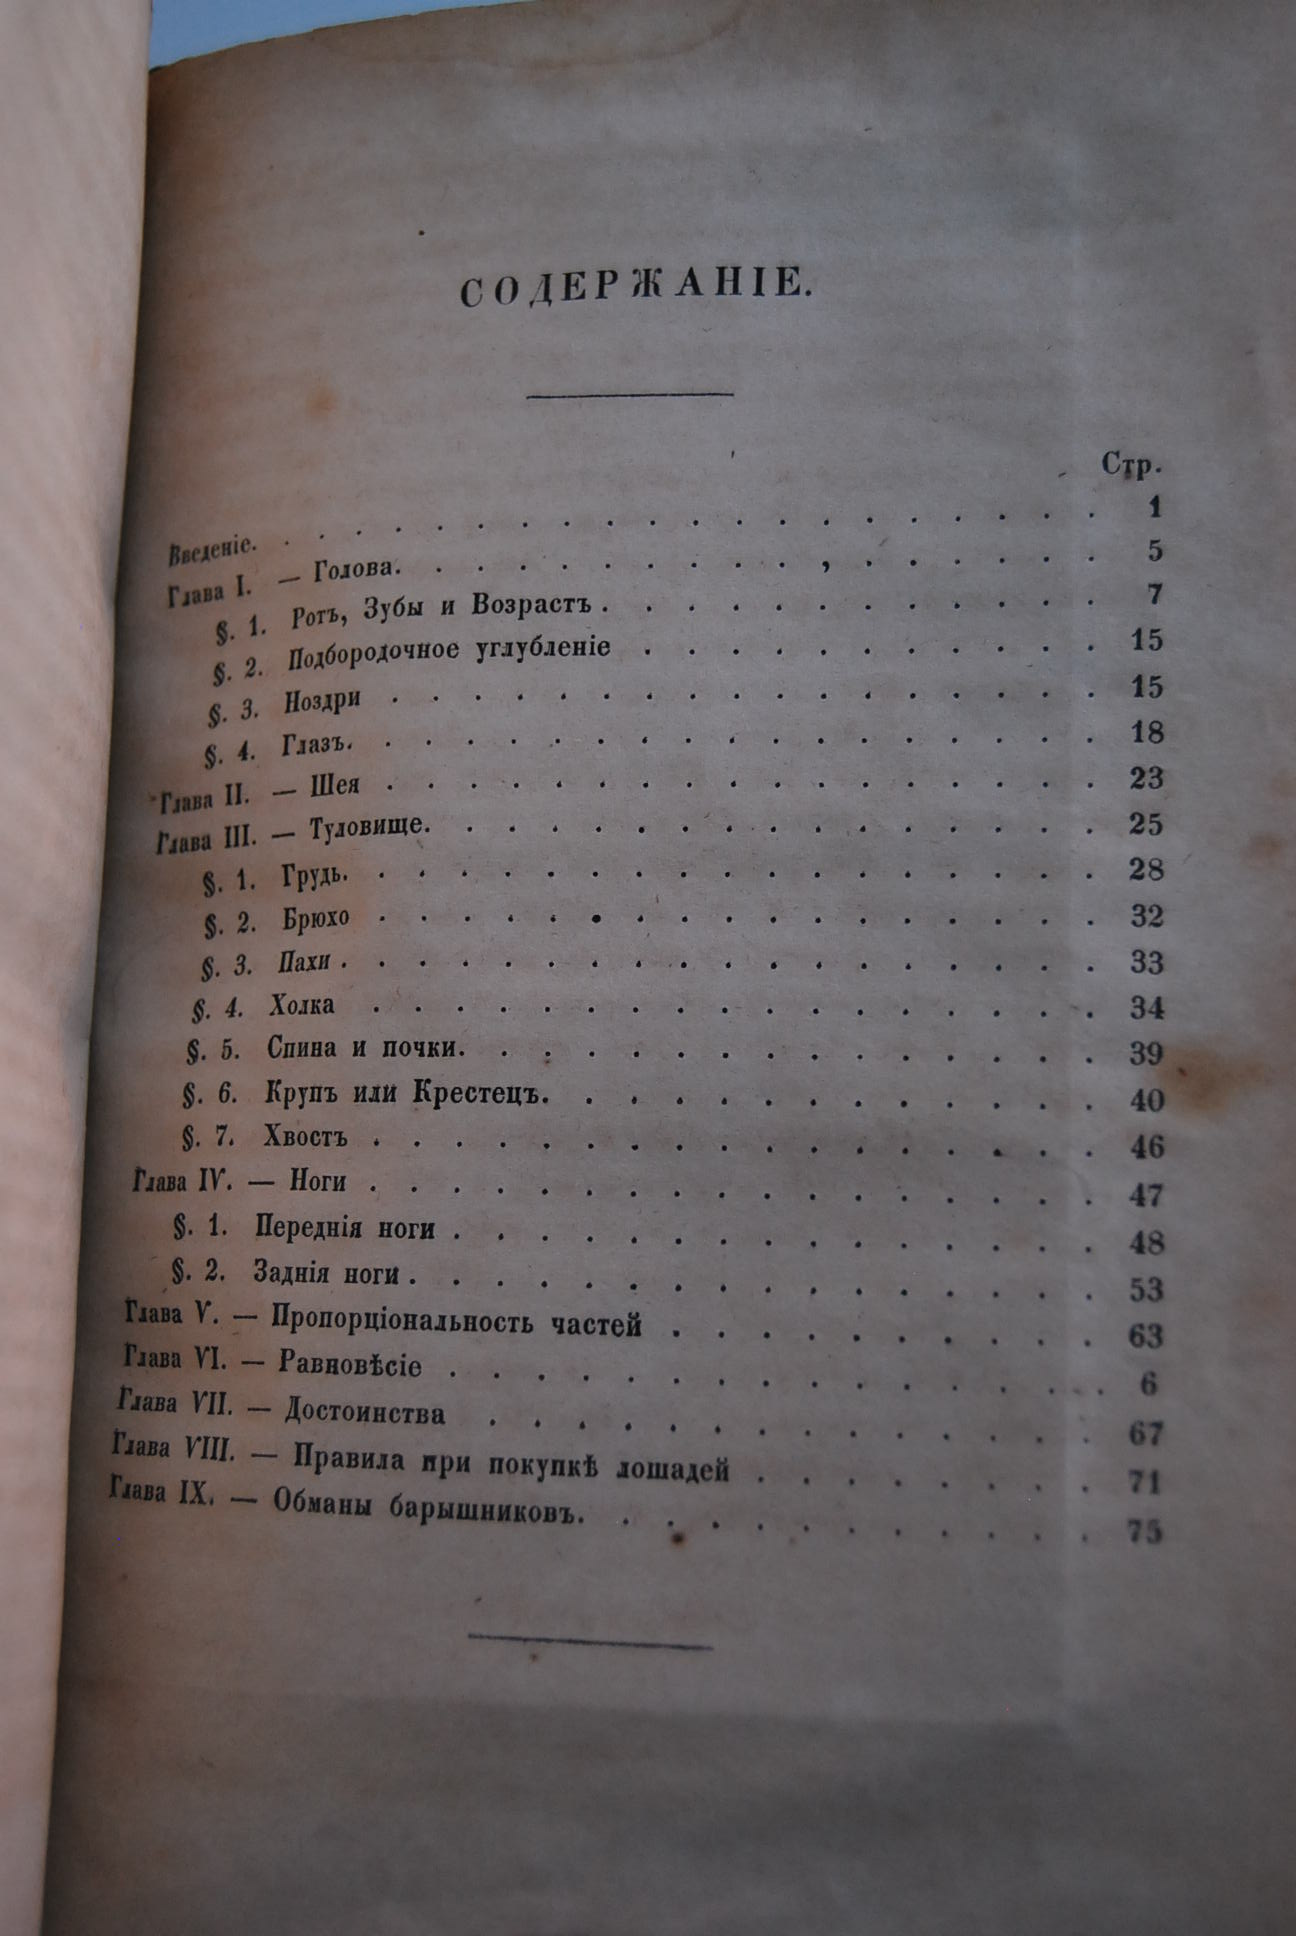 СОДЕРЖАНІЕ.
Стр.
Введеніе. . . . . . . . . . . . . . . . . . . . 1
Глава I. — Голова. . . . . . . . . . , . . . . . . 5
§. 1. Ротъ, Зубы и Возрастъ . . . . . . . . . . . . 7
§. 2. Подбородочное углубленіе . . . . . . . . . . . 15
§. 3. Ноздри . . . . . . . . . . . . . . . . . 15
§. 4. Глазъ. . . . . . . . . . . . . . . . . . 18
Глава II. — Шея . . . . . . . . . . . . . . . . . 23
Глава III. — Туловище. . . . . . . . . . . . . . . . 25
§. 1. Грудь. . . . . . . . . . . . . . . . . . 28
§. 2. Брюхо . . . . . . . . . . . . . . . . . 32
§. 3. Пахи . . . . . . . . . . . . . . . . . . 33
§. 4. Холка . . . . . . . . . . . . . . . . . 34
§. 5. Спина и почки. . . . . . . . . . . . . . . 39
§. 6. Крупъ или Крестецъ. . . . . . . . . . . . . 40
§. 7. Хвостъ . . . . . . . . . . . . . . . . . 46
Глава IV. — Ноги . . . . . . . . . . . . . . . . . 47
§. 1. Переднія ноги . . . . . . . . . . . . . . . 48
§. 2. Заднія ноги . . . . . . . . . . . . . . . . 53
Глава V. — Пропорціональность частей . . . . . . . . . . 63
Глава VI. — Равновѣсіе . . . . . . . . . . . . . . . . 6
Глава VII. — Достоинства . . . . . . . . . . . . . . 67
Глава VIII. — Правила при покупкѣ лошадей . . . . . . . . 71
Глава IX. — Обманы барышниковъ. . . . . . . . . . . . 75